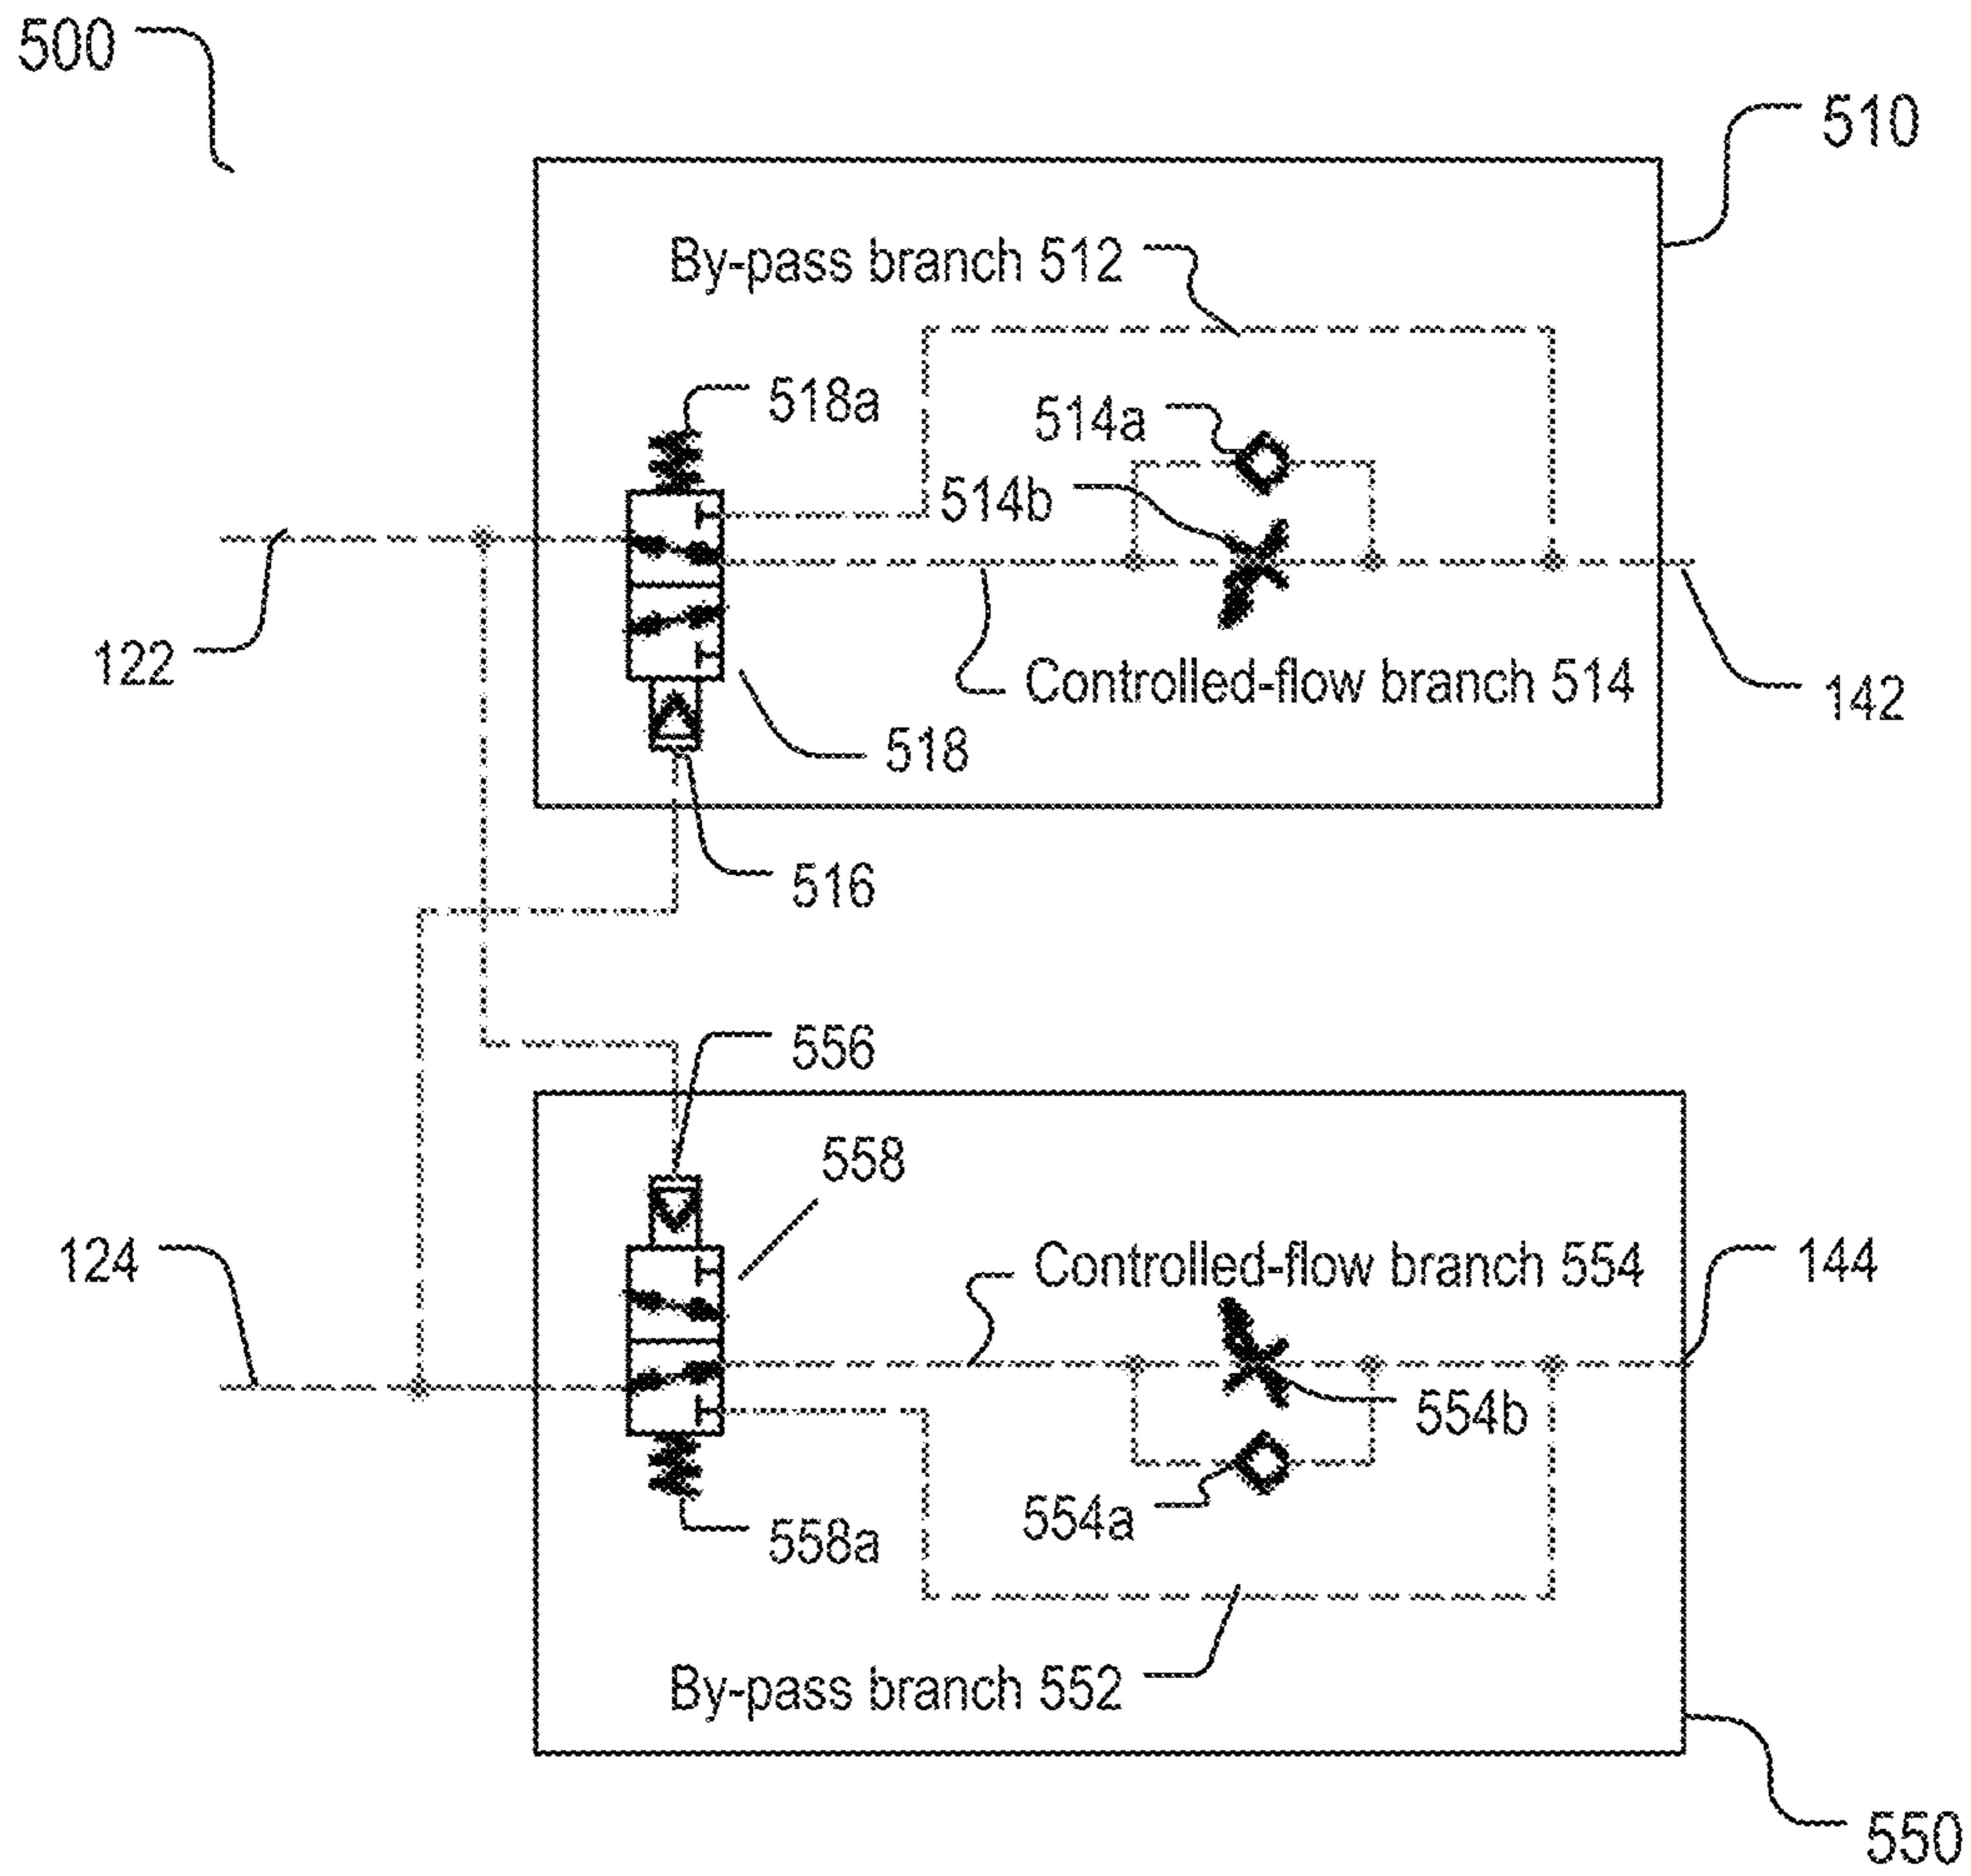 500
510
By-pass branch 512
518a
514a
514b
122
Controlled-flow branch 514
142
518
516
556
558
124
Controlled-flow branch 554
144
554b
554a
558a
By-pass branch 552
550